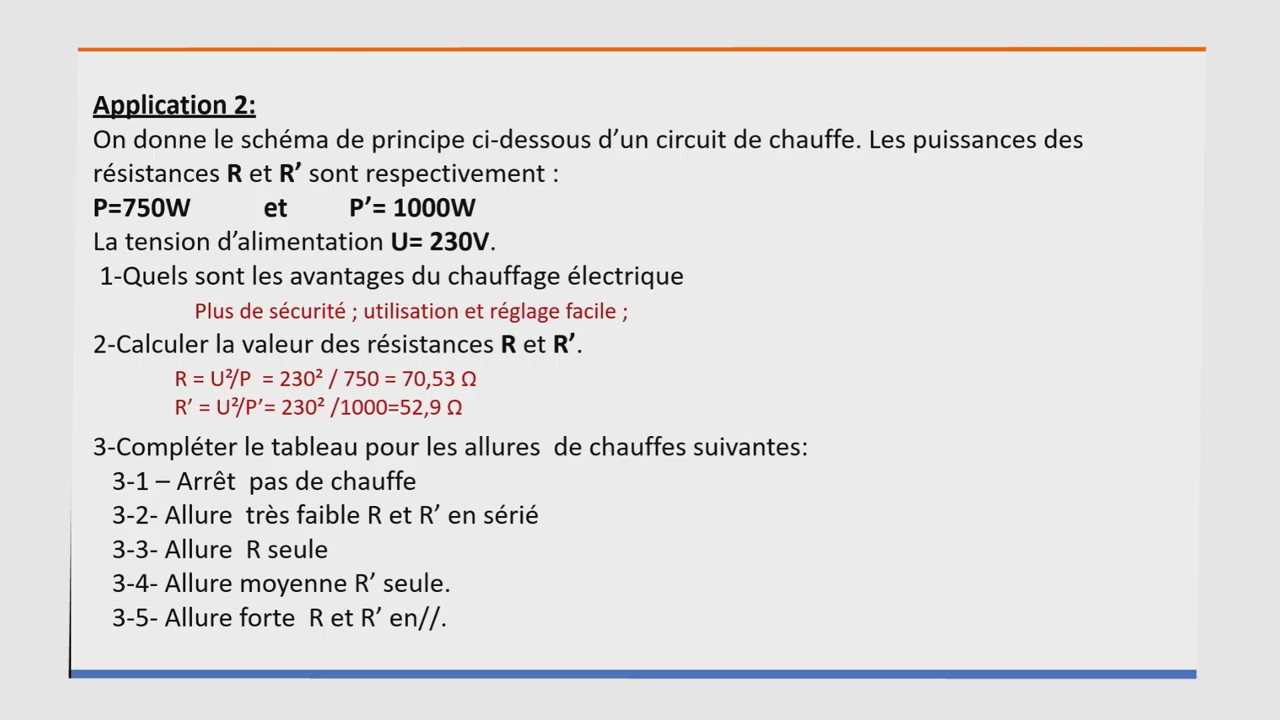 Application 2:
On donne le schéma de principe ci-dessous d’un circuit de chauffe. Les puissances des
résistances R et R’ sont respectivement :
P=750W et P’= 1000W
La tension d’alimentation U= 230V.
1-Quels sont les avantages du chauffage électrique
Plus de sécurité ; utilisation et réglage facile ;
2-Calculer la valeur des résistances R et R’.
R = U²/P = 230² / 750 = 70,53 Ω
R’ = U²/P’= 230² /1000=52,9 Ω
3-Compléter le tableau pour les allures de chauffes suivantes:
3-1 – Arrêt pas de chauffe
3-2- Allure très faible R et R’ en sérié
3-3- Allure R seule
3-4- Allure moyenne R’ seule.
3-5- Allure forte R et R’ en//.